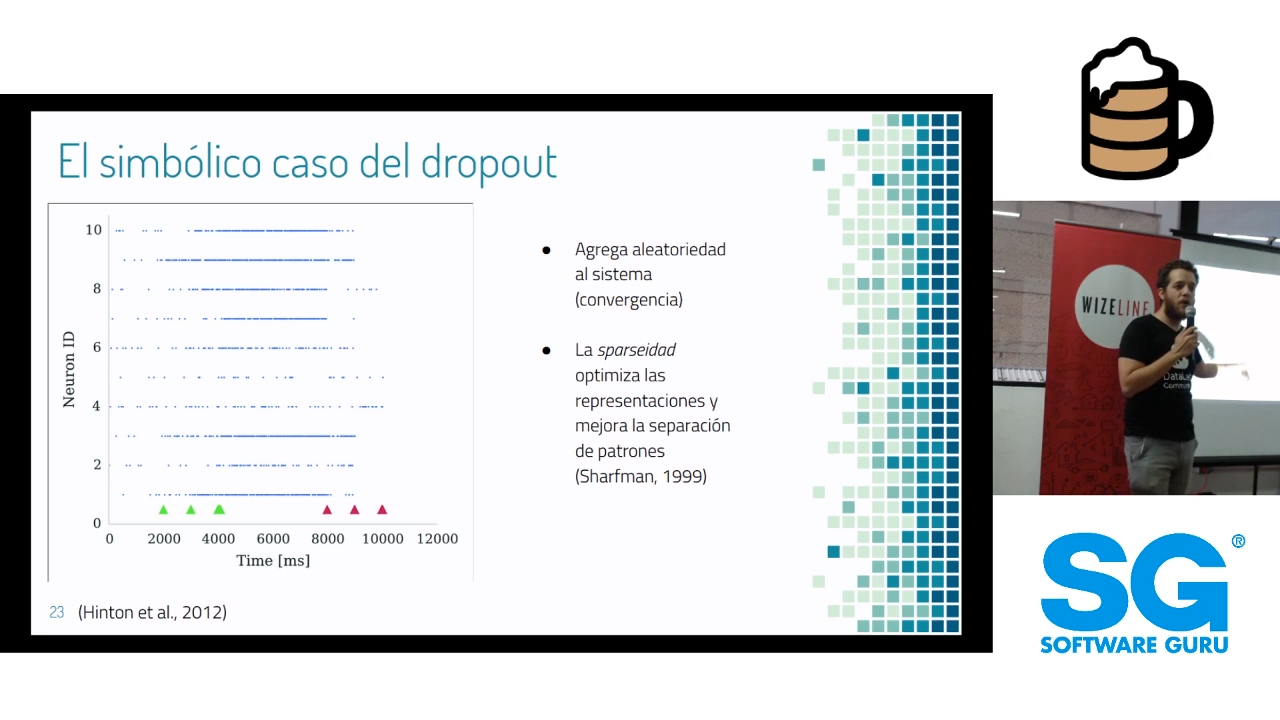 El simbólico caso del dropout
10
8
6
4
2
0
Neuron ID
0 2000 4000 6000 8000 10000 12000
Time [ms]
● Agrega aleatoriedad
al sistema
(convergencia)
● La sparseidad
optimiza las
representaciones y
mejora la separación
de patrones
(Sharfman, 1999)
23 (Hinton et al., 2012)
WIZELINE
DataLab
Commun
SG®
SOFTWARE GURU